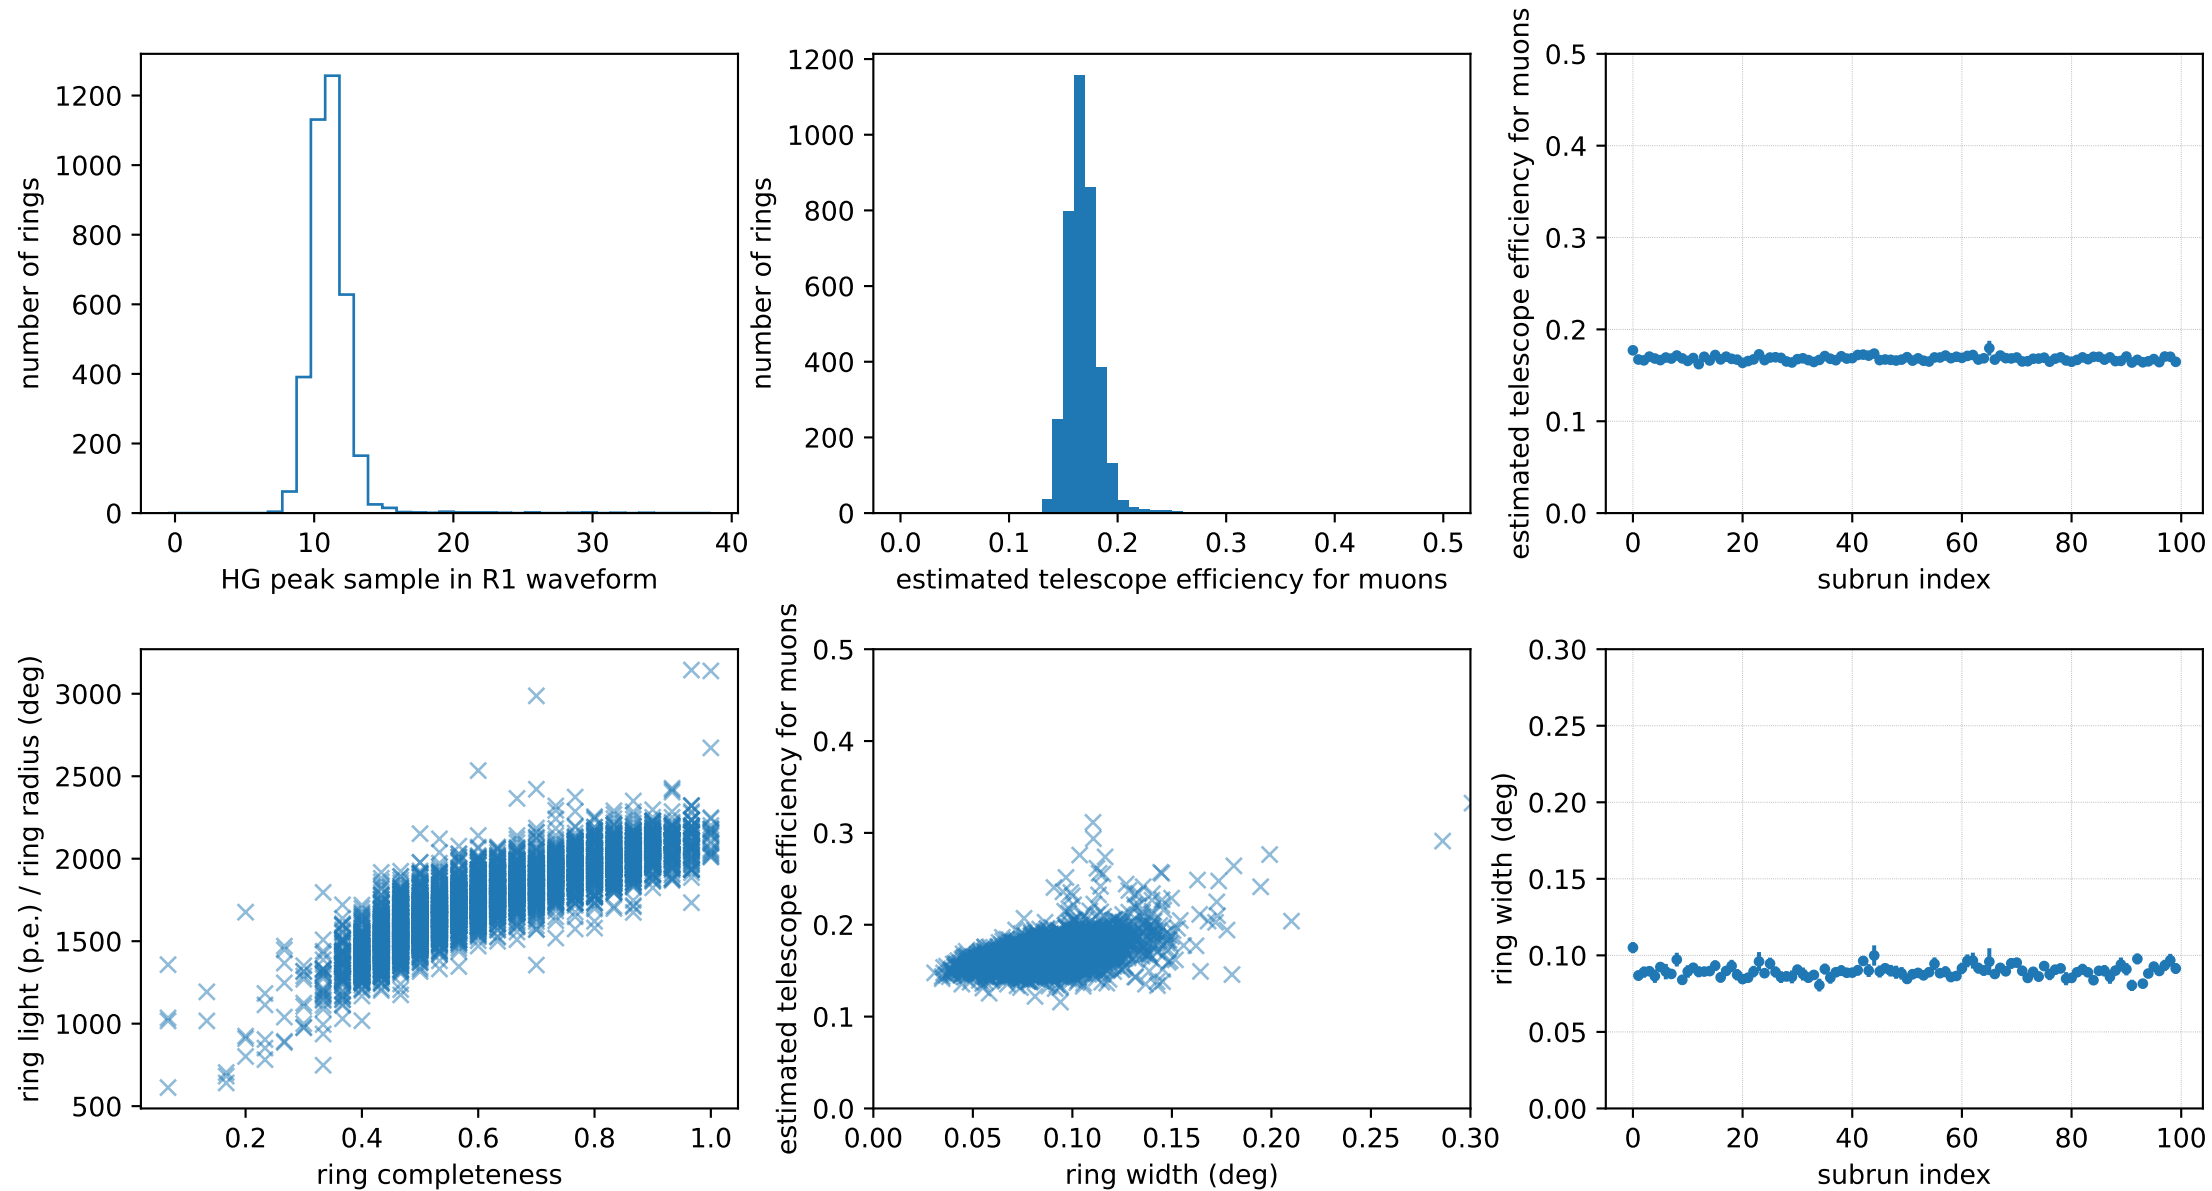 number of rings
1200
1000
800
600
400
200
0
0 10 20 30 40
HG peak sample in R1 waveform
number of rings
1200
1000
800
600
400
200
0
0.0 0.1 0.2 0.3 0.4 0.5
estimated telescope efficiency for muons
estimated telescope efficiency for muons
0.5
0.4
0.3
0.2
0.1
0.0
0 20 40 60 80 100
subrun index
ring light (p.e.) / ring radius (deg)
3000
2500
2000
1500
1000
500
0.2 0.4 0.6 0.8 1.0
ring completeness
estimated telescope efficiency for muons
0.5
0.4
0.3
0.2
0.1
0.0
0.00 0.05 0.10 0.15 0.20 0.25 0.30
ring width (deg)
ring width (deg)
0.30
0.25
0.20
0.15
0.10
0.05
0.00
0 20 40 60 80 100
subrun index